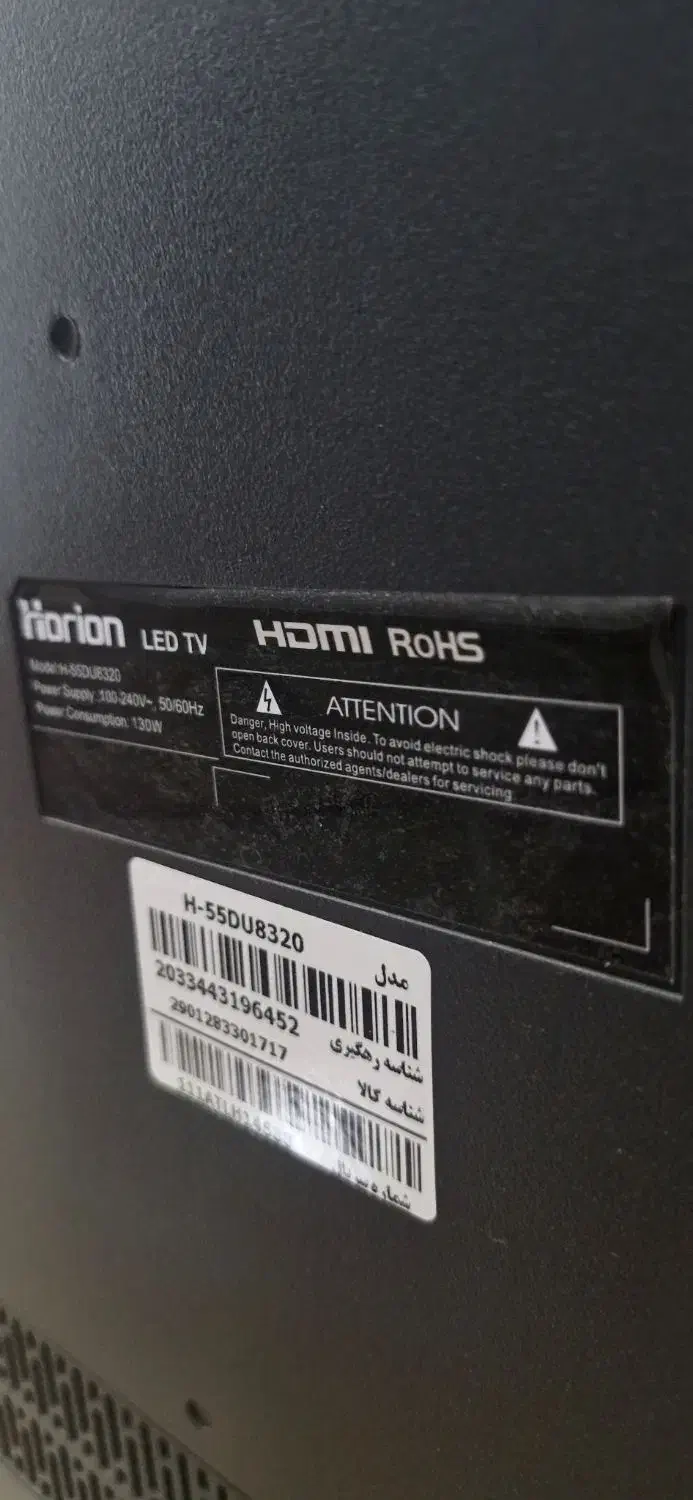 Horion LED TV HDMI RoHS
Model:H-55DU8320
Power Supply:100-240V~, 50/60Hz
Power Consumption: 130W
ATTENTION
Danger, High voltage Inside. To avoid electric shock please don't
open back cover. Users should not attempt to service any parts.
Contact the authorized agents/dealers for servicing.
H-55DU8320
مدل
2033443196452
شناسه رهگیری
2901283301717
شناسه کالا
شماره سریال